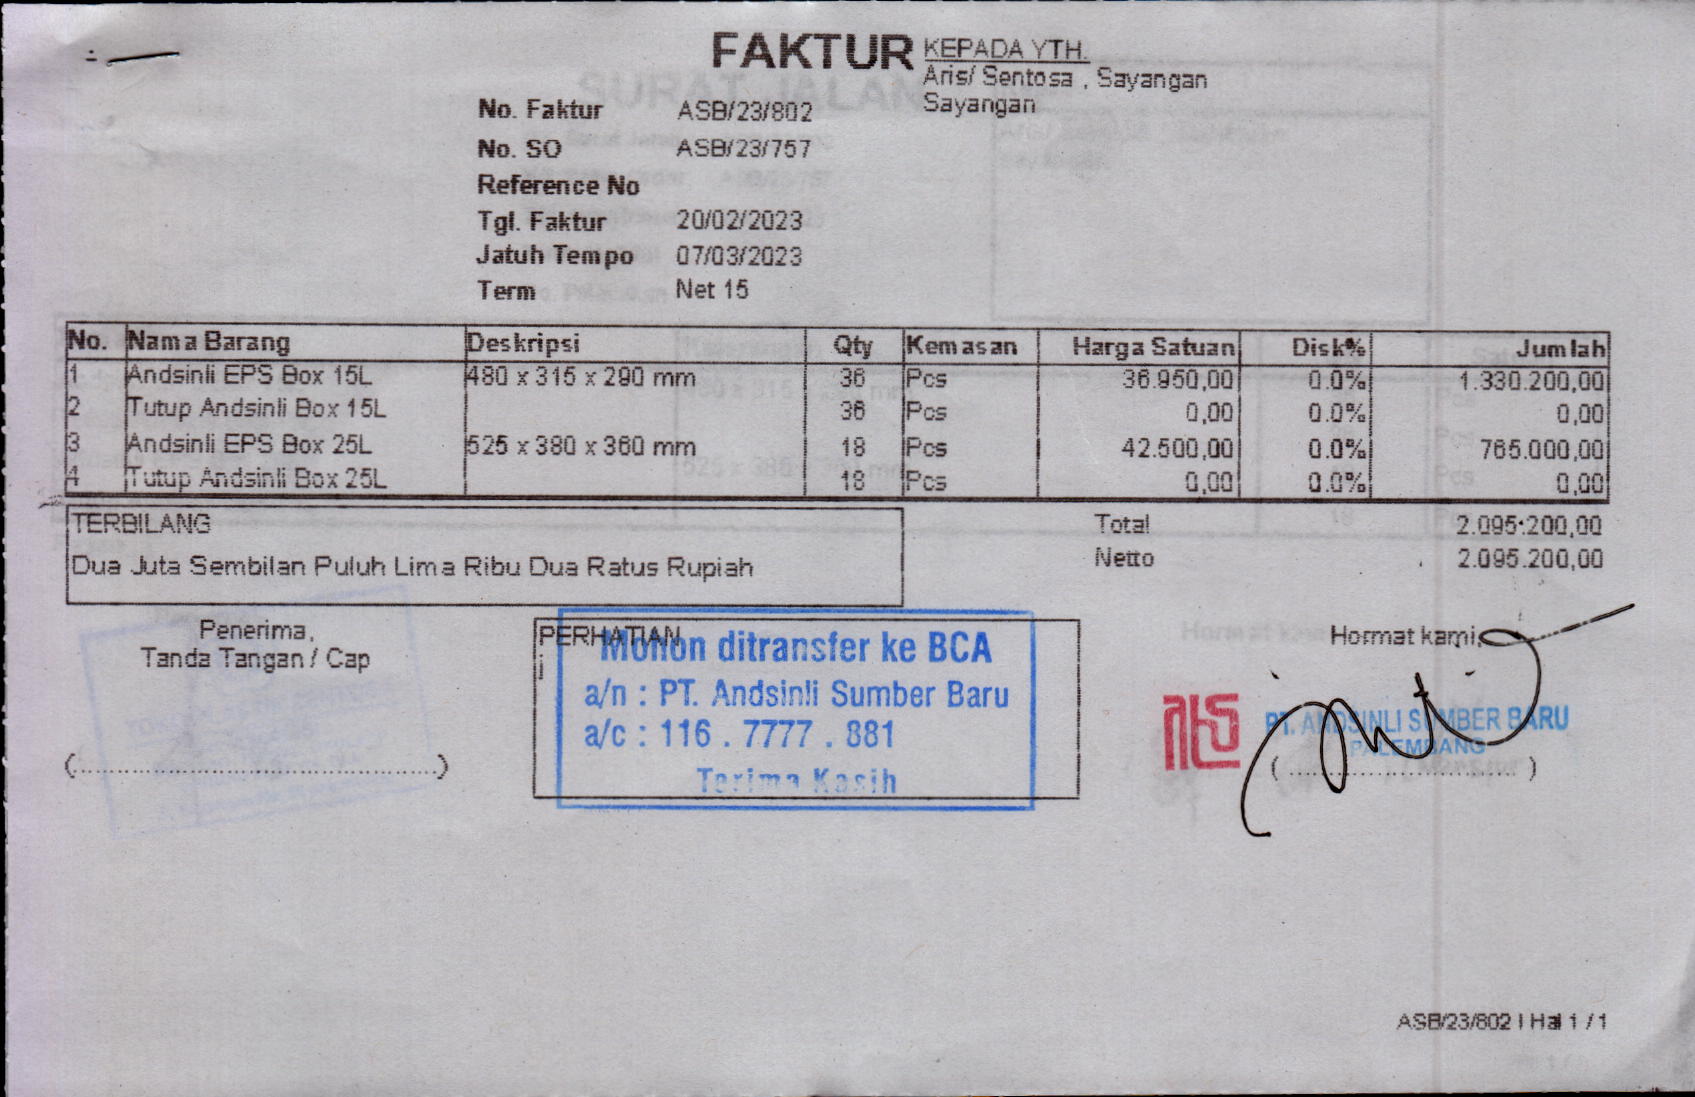 FAKTUR
KEPADA YTH.
Aris/ Sentosa , Sayangan
Sayangan
No. Faktur ASB/23/802
No. SO ASB/23/757
Reference No
Tgl. Faktur 20/02/2023
Jatuh Tempo 07/03/2023
Term Net 15
No. Nama Barang Deskripsi Qty Kemasan Harga Satuan Disk% Jumlah
1 Andsinli EPS Box 15L 480 x 315 x 290 mm 36 Pcs 36.950,00 0.0% 1.330.200,00
2 Tutup Andsinli Box 15L 36 Pcs 0,00 0.0% 0,00
3 Andsinli EPS Box 25L 525 x 380 x 360 mm 18 Pcs 42.500,00 0.0% 765.000,00
4 Tutup Andsinli Box 25L 18 Pcs 0,00 0.0% 0,00
TERBILANG
Dua Juta Sembilan Puluh Lima Ribu Dua Ratus Rupiah
Total 2.095.200,00
Netto 2.095.200,00
Penerima,
Tanda Tangan / Cap
(....................................)
PERHATIAN
i
Mohon ditransfer ke BCA
a/n : PT. Andsinli Sumber Baru
a/c : 116 . 7777 . 881
Terima Kasih
Hormat kami,
PT. ANDSINLI SUMBER BARU
PALEMBANG
(..............................)
ASB/23/802 | Hal 1 / 1
SURAT JALAN